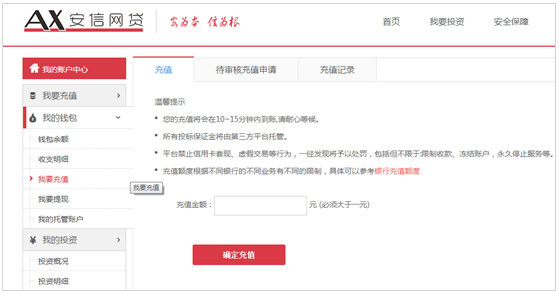 AX 安信网贷 实为本 信为根
首页 我要投资 安全保障
我的账户中心
我要充值
我的钱包
钱包余额
收支明细
我要充值
我要提现
我的托管账户
我的投资
投资概况
投资明细
充值 待审核充值申请 充值记录
温馨提示
• 您的充值将会在10~15分钟内到账,请耐心等候。
• 所有投标保证金将由第三方平台托管。
• 平台禁止信用卡套现、虚假交易等行为，一经发现将予以处罚，包括但不限于:限制收款、冻结账户，永久停止服务等。
• 充值额度根据不同银行的不同业务有不同的限制，具体可以参考银行充值额度
我要充值
充值金额： 元 (必须大于一元)
确定充值